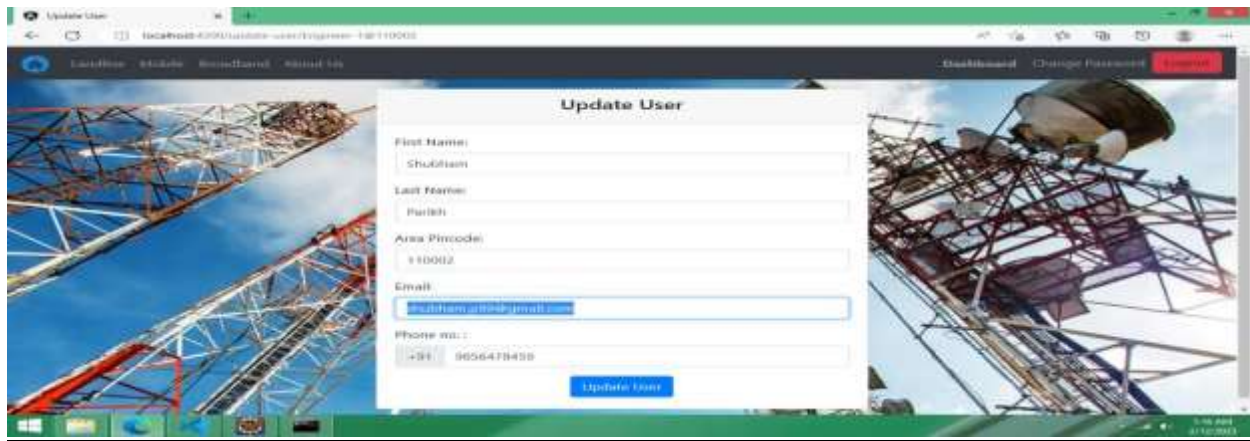 Update User
localhost:4200/update-user/Engineer-1@110002
Landline Mobile Broadband About Us Dashboard Change Password Logout
Update User
First Name:
Shubham
Last Name:
Parikh
Area Pincode:
110002
Email:
Phone no. :
+91 9656478459
Update User